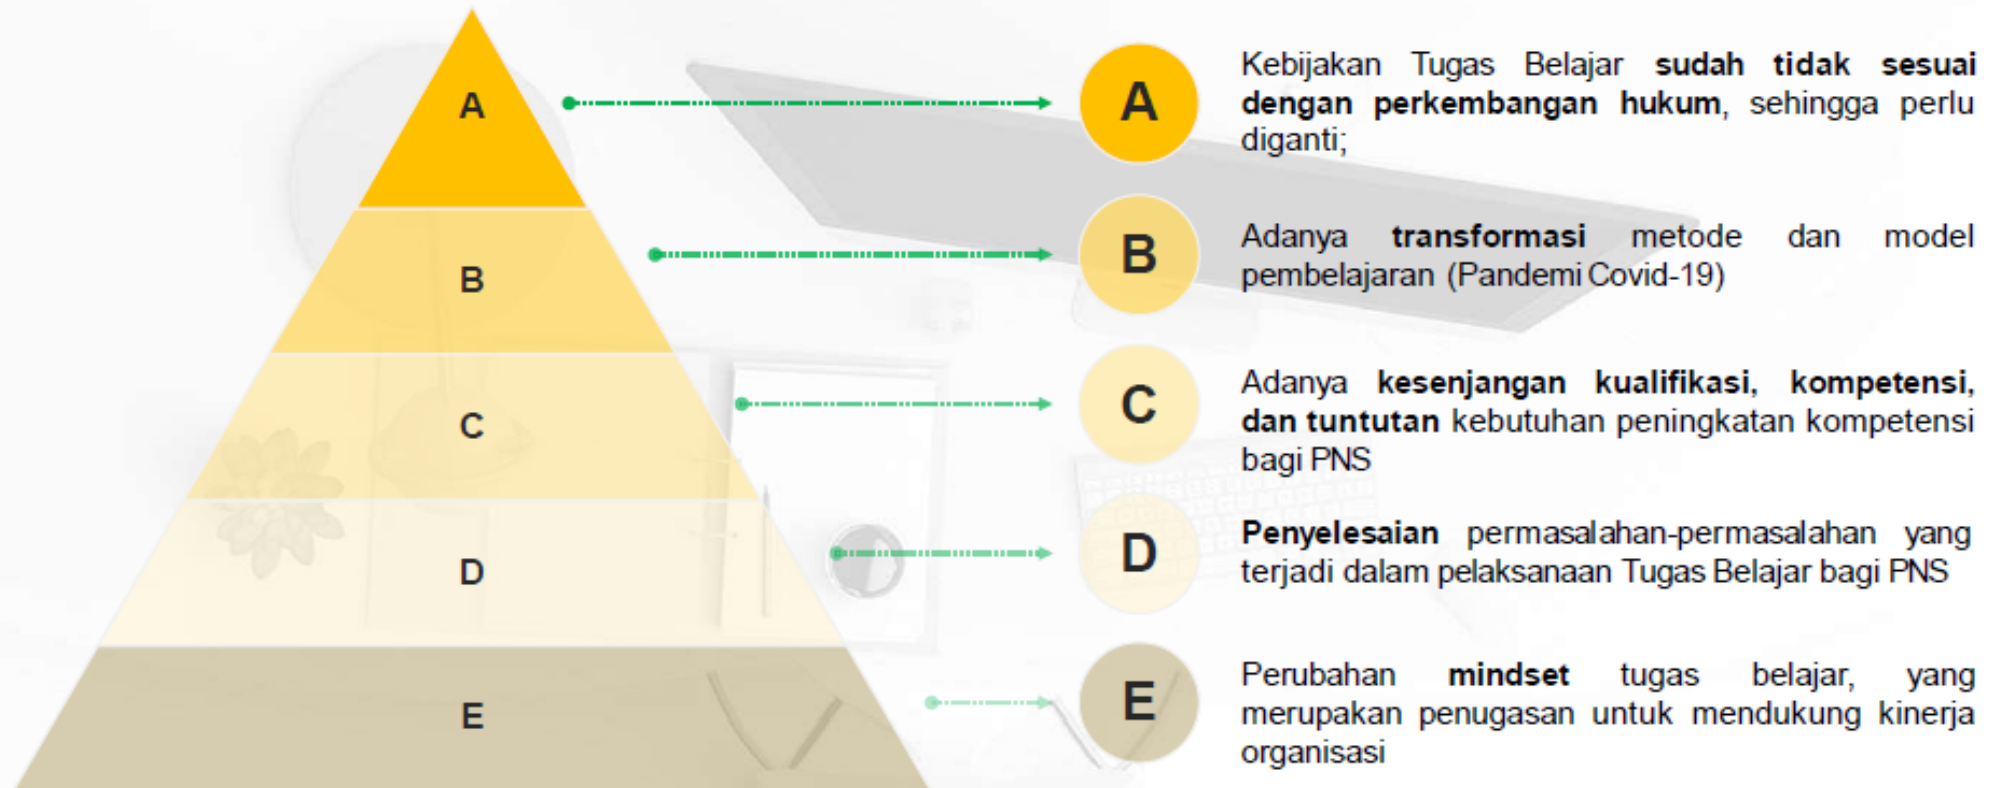 A
B
C
D
E
A
Kebijakan Tugas Belajar sudah tidak sesuai
dengan perkembangan hukum, sehingga perlu
diganti;
B
Adanya transformasi metode dan model
pembelajaran (Pandemi Covid-19)
C
Adanya kesenjangan kualifikasi, kompetensi,
dan tuntutan kebutuhan peningkatan kompetensi
bagi PNS
D
Penyelesaian permasalahan-permasalahan yang
terjadi dalam pelaksanaan Tugas Belajar bagi PNS
E
Perubahan mindset tugas belajar, yang
merupakan penugasan untuk mendukung kinerja
organisasi